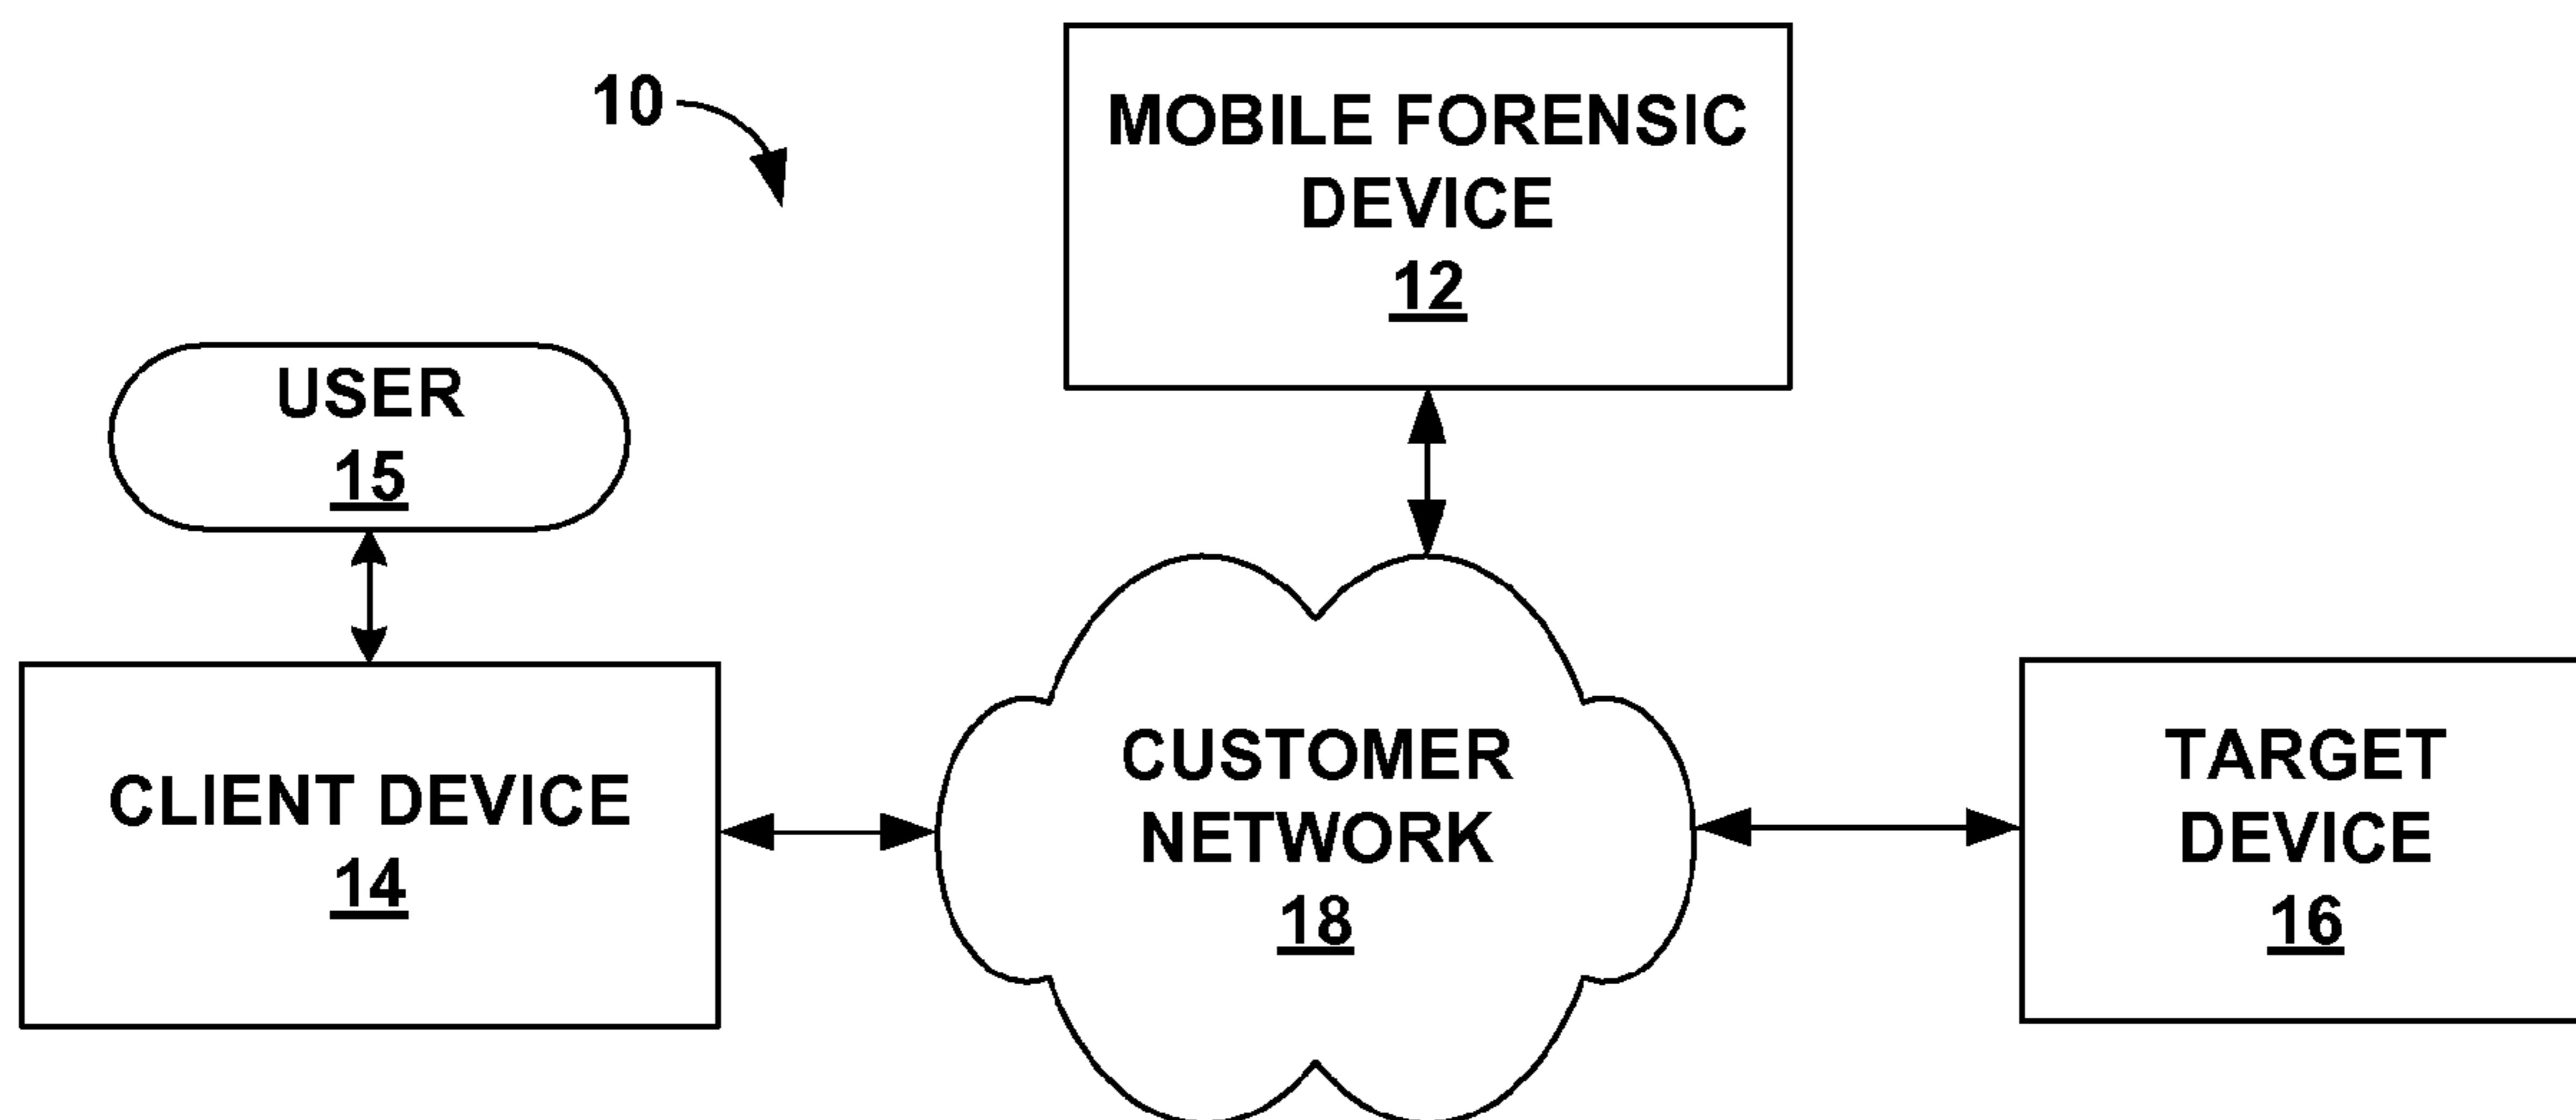 10
MOBILE FORENSIC
DEVICE
12
USER
15
CLIENT DEVICE
14
CUSTOMER
NETWORK
18
TARGET
DEVICE
16